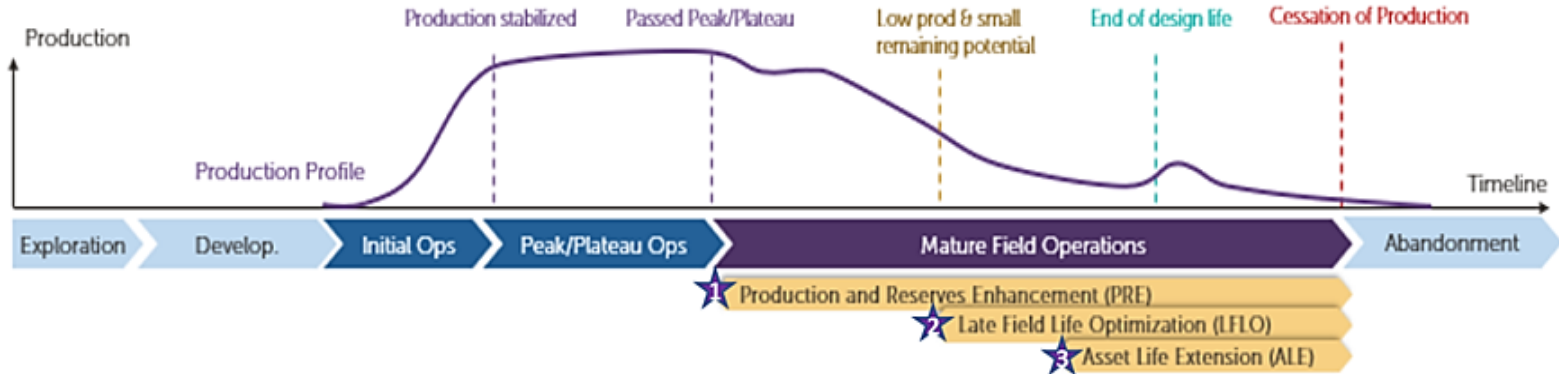 Production stabilized
Passed Peak/Plateau
Low prod & small
remaining potential
End of design life
Cessation of Production
Production
Production Profile
Timeline
Exploration
Develop.
Initial Ops
Peak/Plateau Ops
Mature Field Operations
Abandonment
1 Production and Reserves Enhancement (PRE)
2 Late Field Life Optimization (LFLO)
3 Asset Life Extension (ALE)